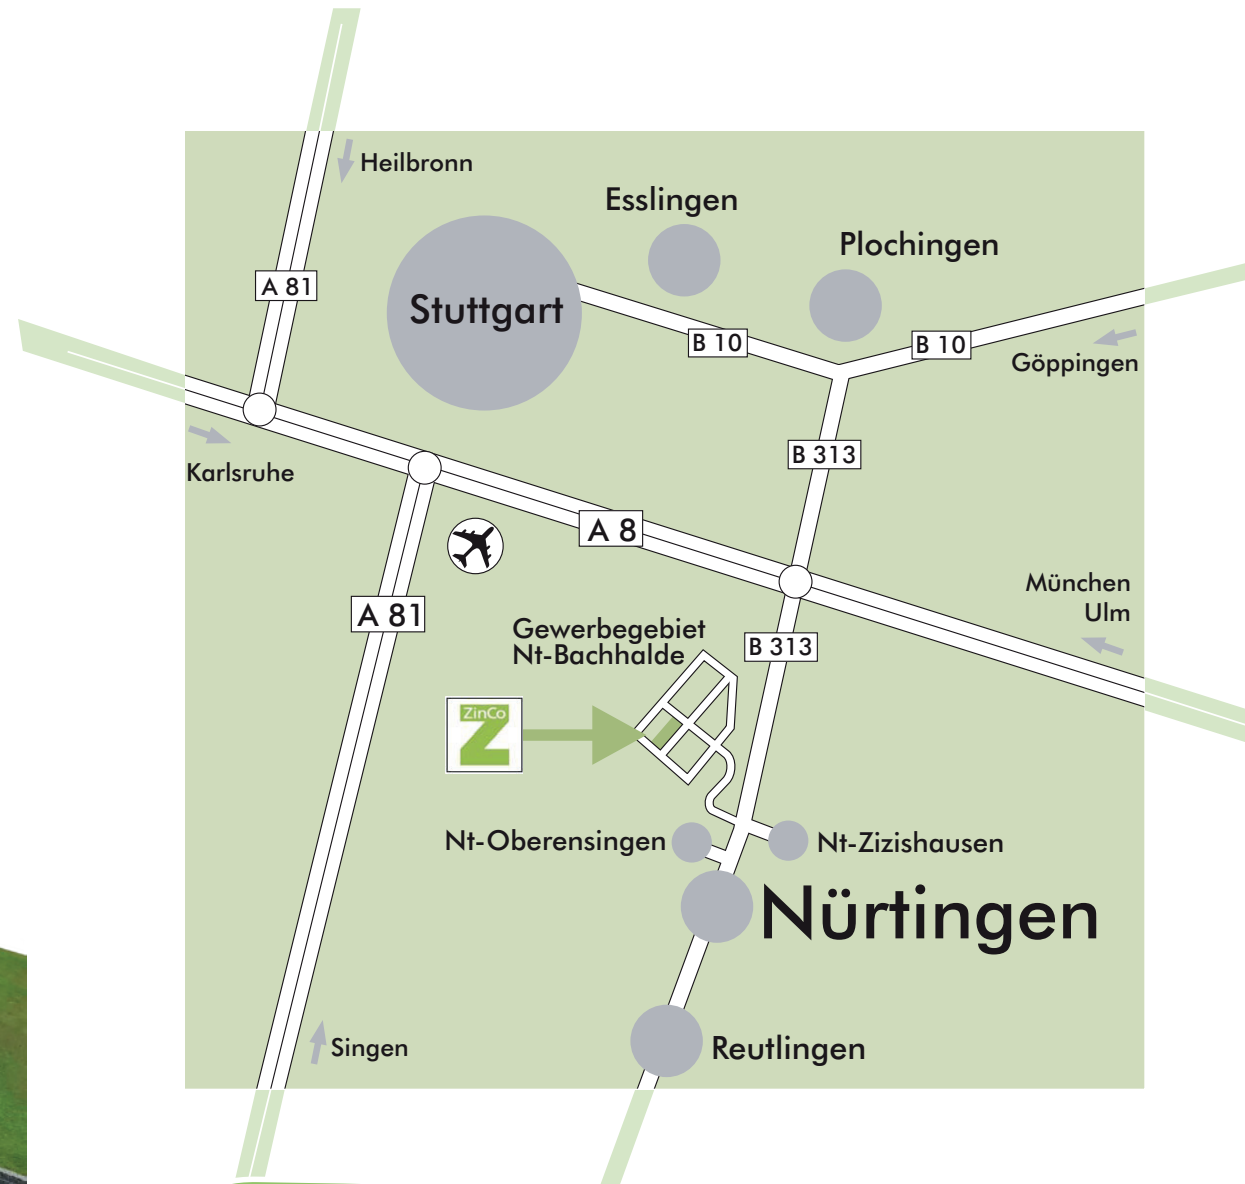 Heilbronn
Esslingen
Plochingen
A 81
Stuttgart
B 10
B 10
Göppingen
Karlsruhe
B 313
A 8
München
Ulm
A 81
Gewerbegebiet
Nt-Bachhalde
B 313
ZinCo
Z
Nt-Oberensingen
Nt-Zizishausen
Nürtingen
Singen
Reutlingen